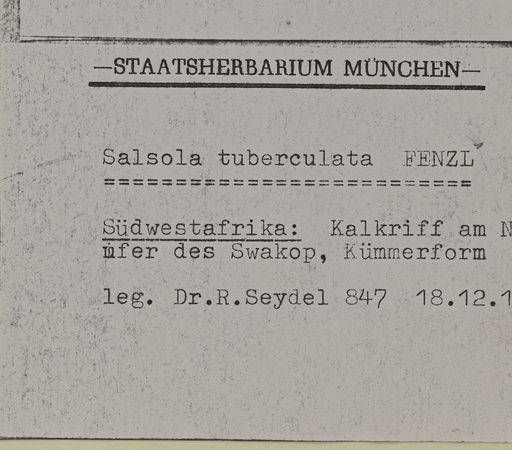 —STAATSHERBARIUM MÜNCHEN—
Salsola tuberculata FENZL
==========================
Südwestafrika: Kalkriff am N
ufer des Swakop, Kümmerform
leg. Dr.R.Seydel 847 18.12.1